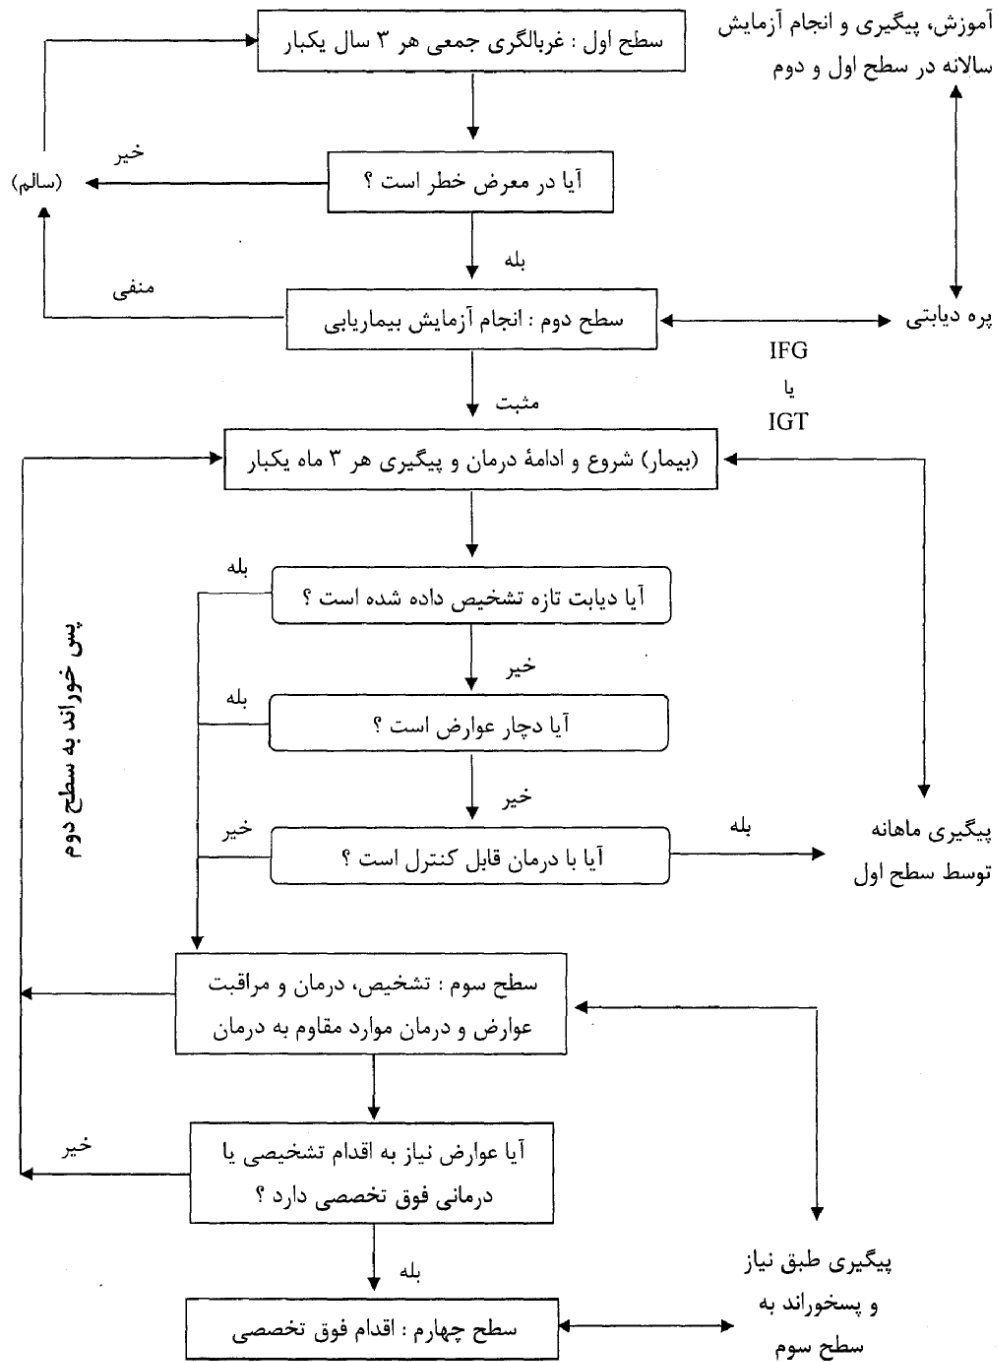 سطح اول : غربالگری جمعی هر ۳ سال یکبار
آموزش، پیگیری و انجام آزمایش
سالانه در سطح اول و دوم
خیر
(سالم)
آیا در معرض خطر است ؟
بله
منفی
سطح دوم : انجام آزمایش بیماریابی
پره دیابتی
IFG
یا
IGT
مثبت
(بیمار) شروع و ادامهٔ درمان و پیگیری هر ۳ ماه یکبار
بله
آیا دیابت تازه تشخیص داده شده است ؟
خیر
بله
آیا دچار عوارض است ؟
خیر
خیر
آیا با درمان قابل کنترل است ؟
بله
پیگیری ماهانه
توسط سطح اول
پس خوراند به سطح دوم
سطح سوم : تشخیص، درمان و مراقبت
عوارض و درمان موارد مقاوم به درمان
خیر
آیا عوارض نیاز به اقدام تشخیصی یا
درمانی فوق تخصصی دارد ؟
بله
پیگیری طبق نیاز
و پسخوراند به
سطح سوم
سطح چهارم : اقدام فوق تخصصی